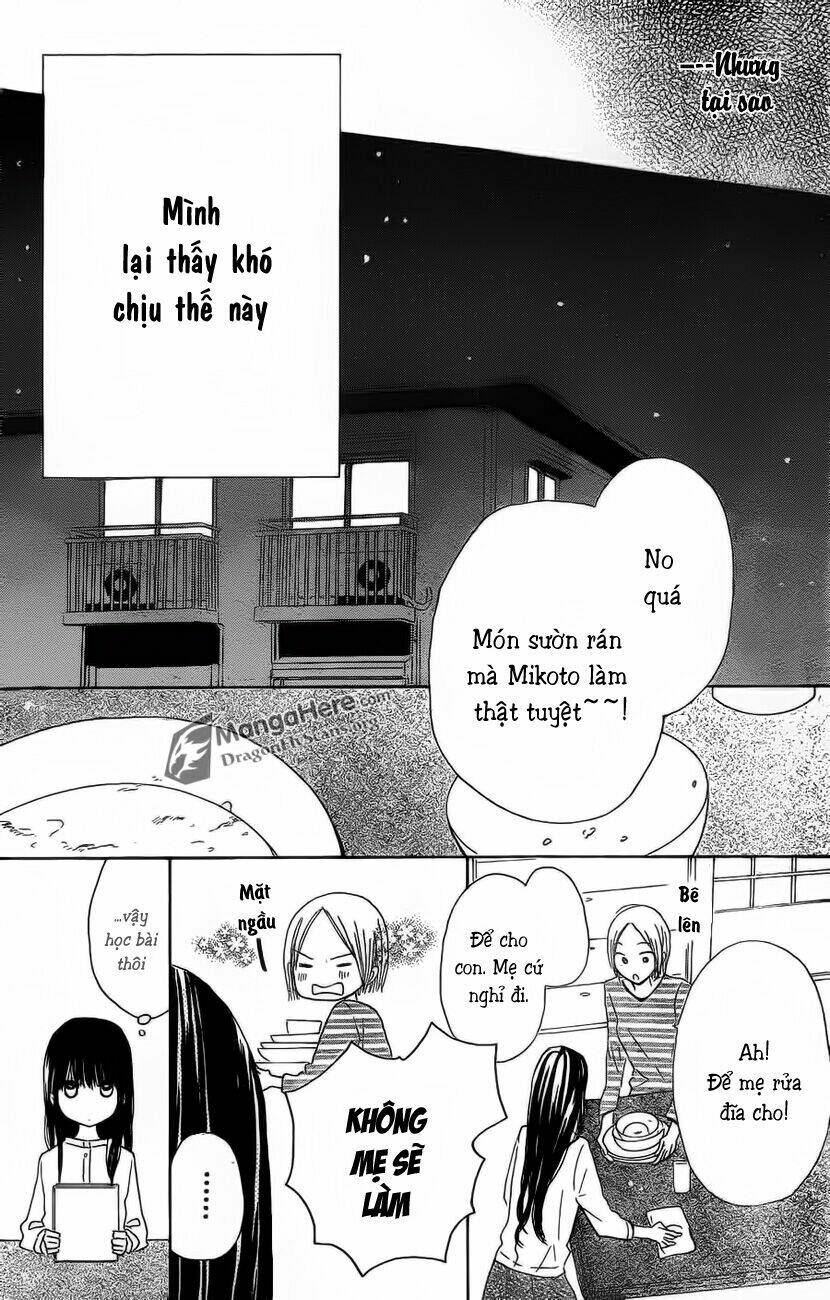 ---Nhưng
tại sao
Mình
lại thấy khó
chịu thế này
No
quá
Món sườn rán
mà Mikoto làm
thật tuyệt~~!
MangaHere.com
DragonFlyScans.org
Bê
lên
Ah!
Để mẹ rửa
đĩa cho!
Để cho
con. Mẹ cứ
nghỉ đi.
Mặt
ngầu
KHÔNG
MẸ SẼ
LÀM
......
...vậy
học bài
thôi